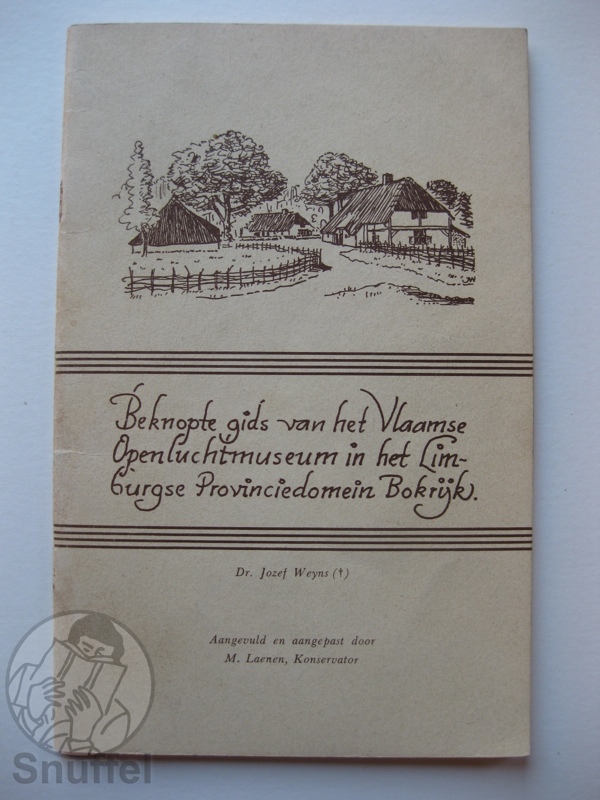 Beknopte gids van het Vlaamse
Openluchtmuseum in het Lim-
burgse Provinciedomein Bokrijk.
Dr. Jozef Weyns (†)
Aangevuld en aangepast door
M. Laenen, Konservator
Snuffel